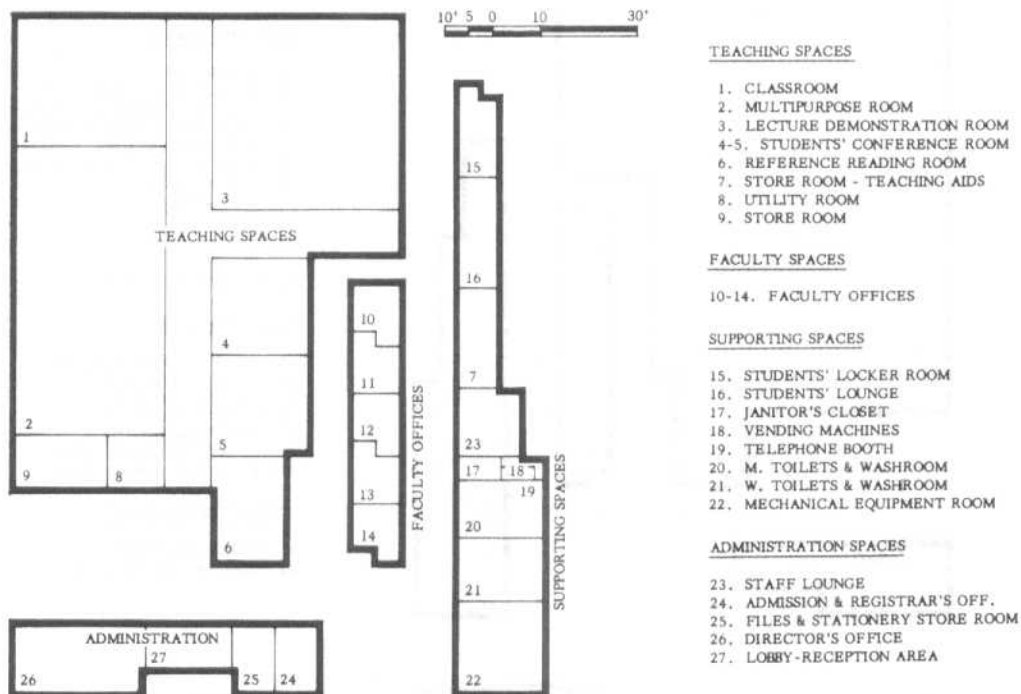 10' 5 0 10 30'
1
3
TEACHING SPACES
4
2
5
9
8
6
10
11
12
13
14
FACULTY OFFICES
15
16
7
23
17
18
19
20
21
22
SUPPORTING SPACES
ADMINISTRATION
26
27
25
24
TEACHING SPACES
1. CLASSROOM
2. MULTIPURPOSE ROOM
3. LECTURE DEMONSTRATION ROOM
4-5. STUDENTS' CONFERENCE ROOM
6. REFERENCE READING ROOM
7. STORE ROOM - TEACHING AIDS
8. UTILITY ROOM
9. STORE ROOM
FACULTY SPACES
10-14. FACULTY OFFICES
SUPPORTING SPACES
15. STUDENTS' LOCKER ROOM
16. STUDENTS' LOUNGE
17. JANITOR'S CLOSET
18. VENDING MACHINES
19. TELEPHONE BOOTH
20. M. TOILETS & WASHROOM
21. W. TOILETS & WASHROOM
22. MECHANICAL EQUIPMENT ROOM
ADMINISTRATION SPACES
23. STAFF LOUNGE
24. ADMISSION & REGISTRAR'S OFF.
25. FILES & STATIONERY STORE ROOM
26. DIRECTOR'S OFFICE
27. LOBBY-RECEPTION AREA